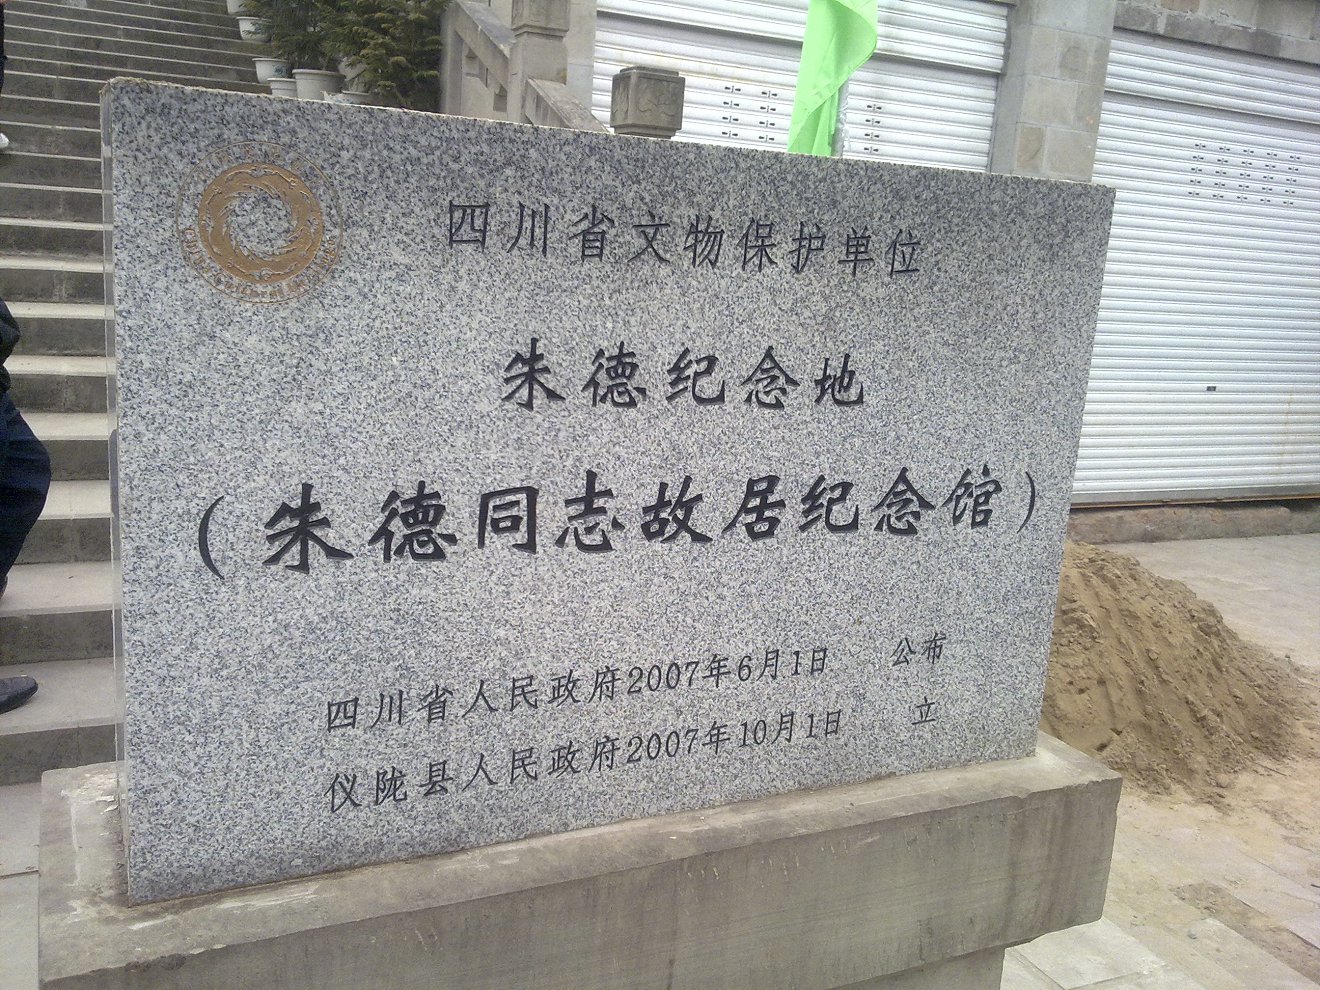 四川省文物保护单位
朱德纪念地
（朱德同志故居纪念馆）
四川省人民政府2007年6月1日 公布
仪陇县人民政府2007年10月1日 立